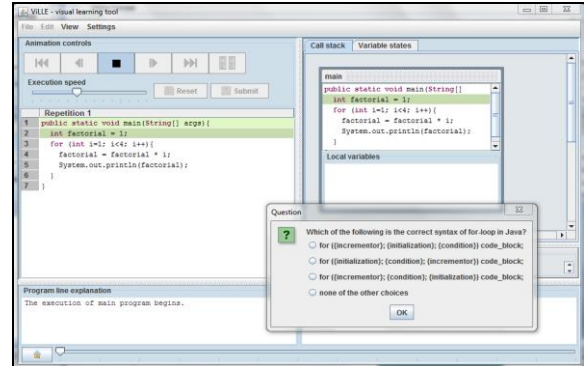 ViLLE - visual learning tool
File Edit View Settings
Animation controls
Execution speed
Reset
Submit
Repetition 1
1 public static void main(String[] args){
2 int factorial = 1;
3 for (int i=1; i<4; i++){
4 factorial = factorial * i;
5 System.out.println(factorial);
6 }
7 }
Call stack
Variable states
main
public static void main(String[]
int factorial = 1;
for (int i=1; i<4; i++){
factorial = factorial * i;
System.out.println(factorial);
}
Local variables
Question
Which of the following is the correct syntax of for-loop in Java?
for ({incrementor}; {initialization}; {condition}) code_block;
for ({initialization}; {condition}; {incrementor}) code_block;
for ({incrementor}; {condition}; {initialization}) code_block;
none of the other choices
OK
Program line explanation
The execution of main program begins.